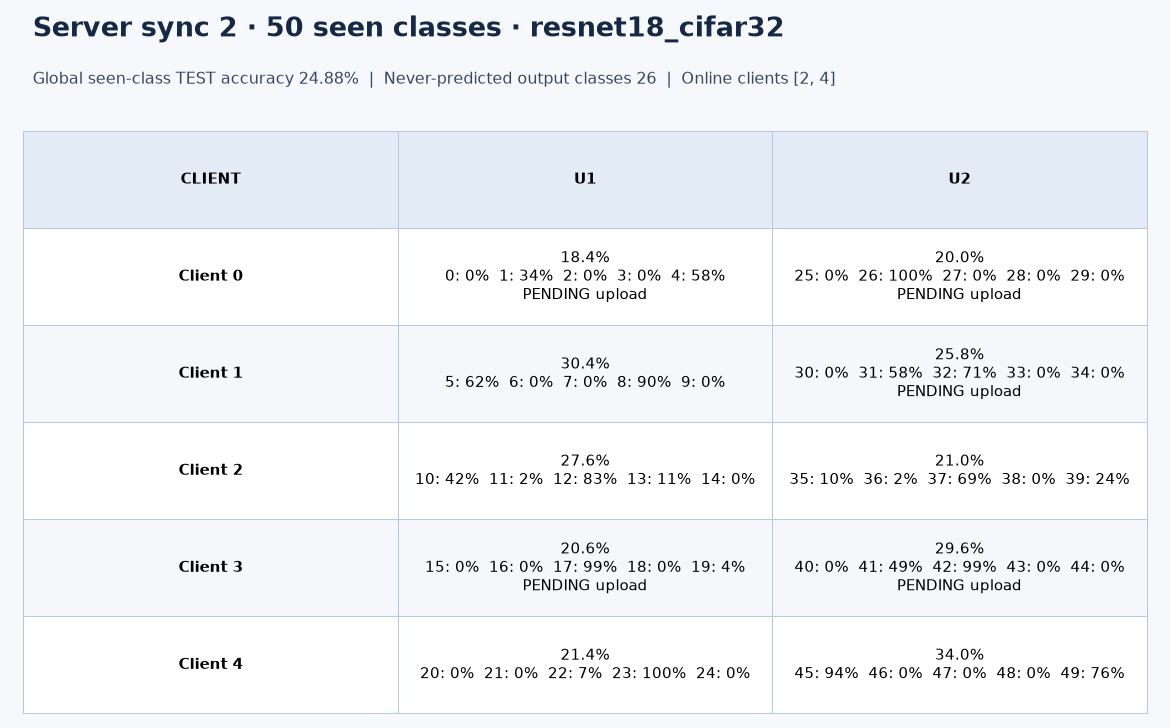 Server sync 2 · 50 seen classes · resnet18_cifar32
Global seen-class TEST accuracy 24.88% | Never-predicted output classes 26 | Online clients [2, 4]
CLIENT
U1
U2
Client 0
18.4%
0: 0% 1: 34% 2: 0% 3: 0% 4: 58%
PENDING upload
20.0%
25: 0% 26: 100% 27: 0% 28: 0% 29: 0%
PENDING upload
Client 1
30.4%
5: 62% 6: 0% 7: 0% 8: 90% 9: 0%
25.8%
30: 0% 31: 58% 32: 71% 33: 0% 34: 0%
PENDING upload
Client 2
27.6%
10: 42% 11: 2% 12: 83% 13: 11% 14: 0%
21.0%
35: 10% 36: 2% 37: 69% 38: 0% 39: 24%
Client 3
20.6%
15: 0% 16: 0% 17: 99% 18: 0% 19: 4%
PENDING upload
29.6%
40: 0% 41: 49% 42: 99% 43: 0% 44: 0%
PENDING upload
Client 4
21.4%
20: 0% 21: 0% 22: 7% 23: 100% 24: 0%
34.0%
45: 94% 46: 0% 47: 0% 48: 0% 49: 76%